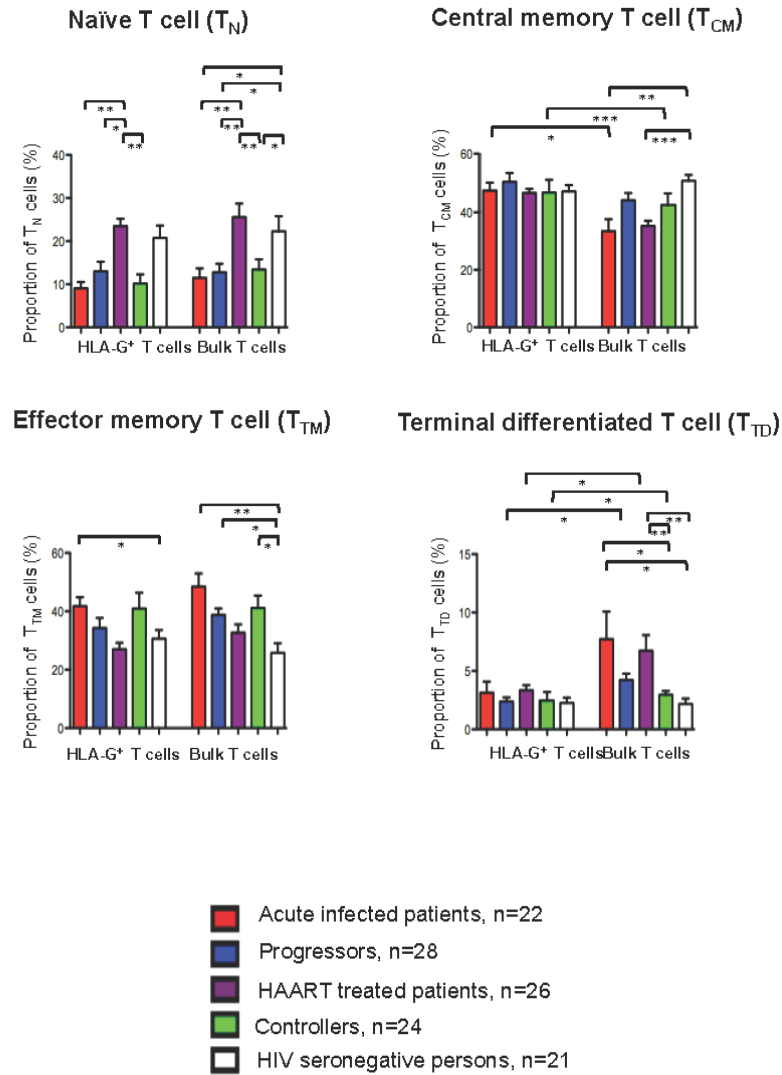 Naïve T cell (TN)
Central memory T cell (TCM)
**
*
**
*
*
**
**
**
*
**
***
*
***
Proportion of TN cells (%)
40
30
20
10
0
HLA-G+ T cells
Bulk T cells
Proportion of TCM cells (%)
60
40
20
0
HLA-G+ T cells
Bulk T cells
Effector memory T cell (TTM)
Terminal differentiated T cell (TTD)
*
**
*
*
*
*
*
**
**
*
*
Proportion of TTM cells (%)
60
40
20
0
HLA-G+ T cells
Bulk T cells
Proportion of TTD cells (%)
15
10
5
0
HLA-G+ T cells
Bulk T cells
Acute infected patients, n=22
Progressors, n=28
HAART treated patients, n=26
Controllers, n=24
HIV seronegative persons, n=21